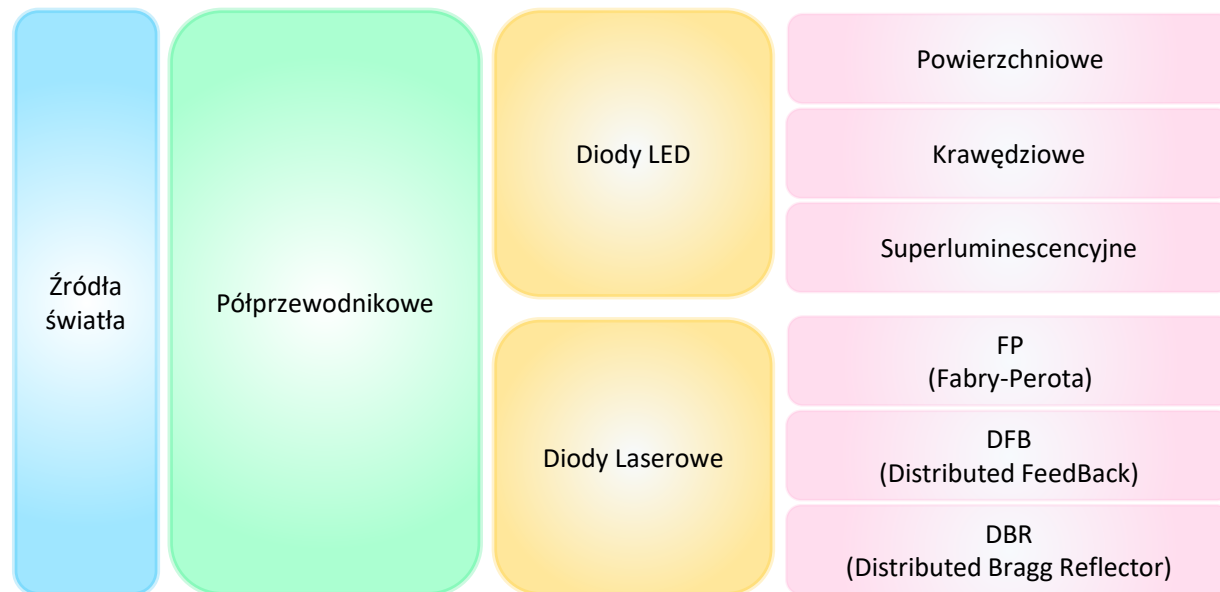 Źródła
światła
Półprzewodnikowe
Diody LED
Powierzchniowe
Krawędziowe
Superluminescencyjne
Diody Laserowe
FP
(Fabry-Perota)
DFB
(Distributed FeedBack)
DBR
(Distributed Bragg Reflector)